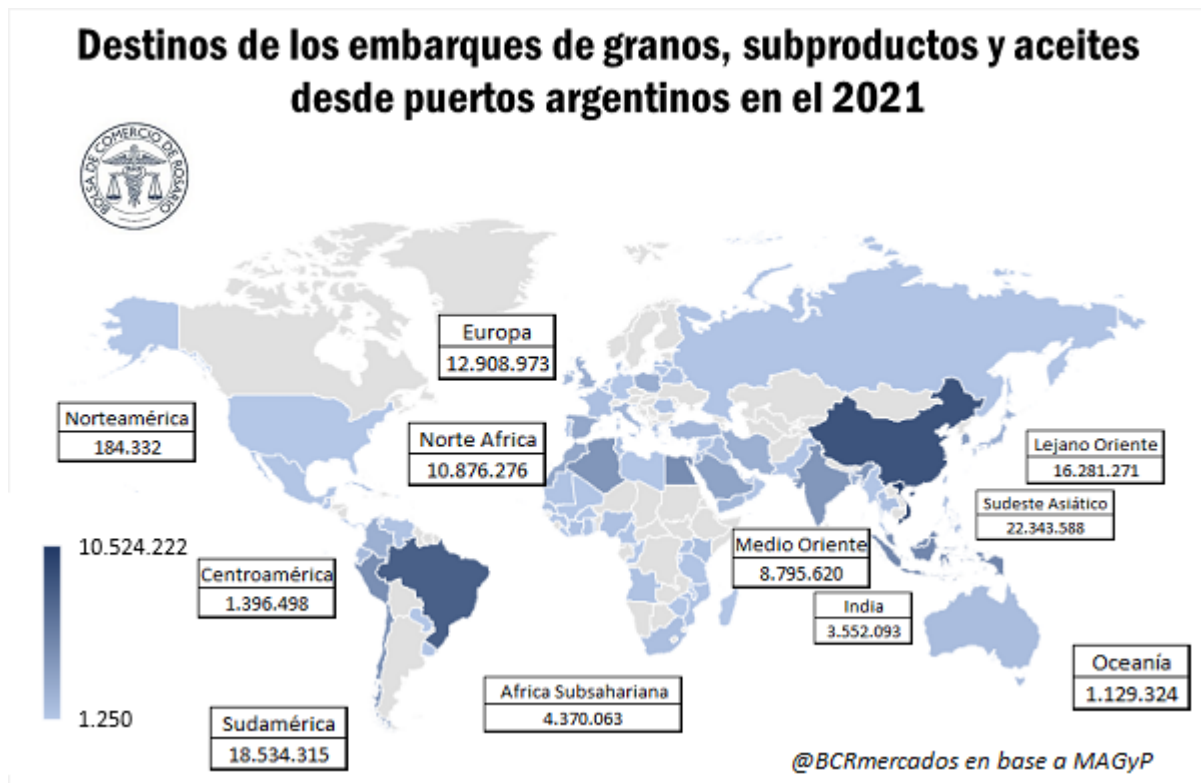 Destinos de los embarques de granos, subproductos y aceites
desde puertos argentinos en el 2021
BOLSA DE COMERCIO DE ROSARIO
Europa
12.908.973
Norteamérica
184.332
Norte Africa
10.876.276
Lejano Oriente
16.281.271
Sudeste Asiático
22.343.588
10.524.222
Centroamérica
1.396.498
Medio Oriente
8.795.620
India
3.552.093
Oceanía
1.129.324
Africa Subsahariana
4.370.063
1.250
Sudamérica
18.534.315
@BCRmercados en base a MAGyP